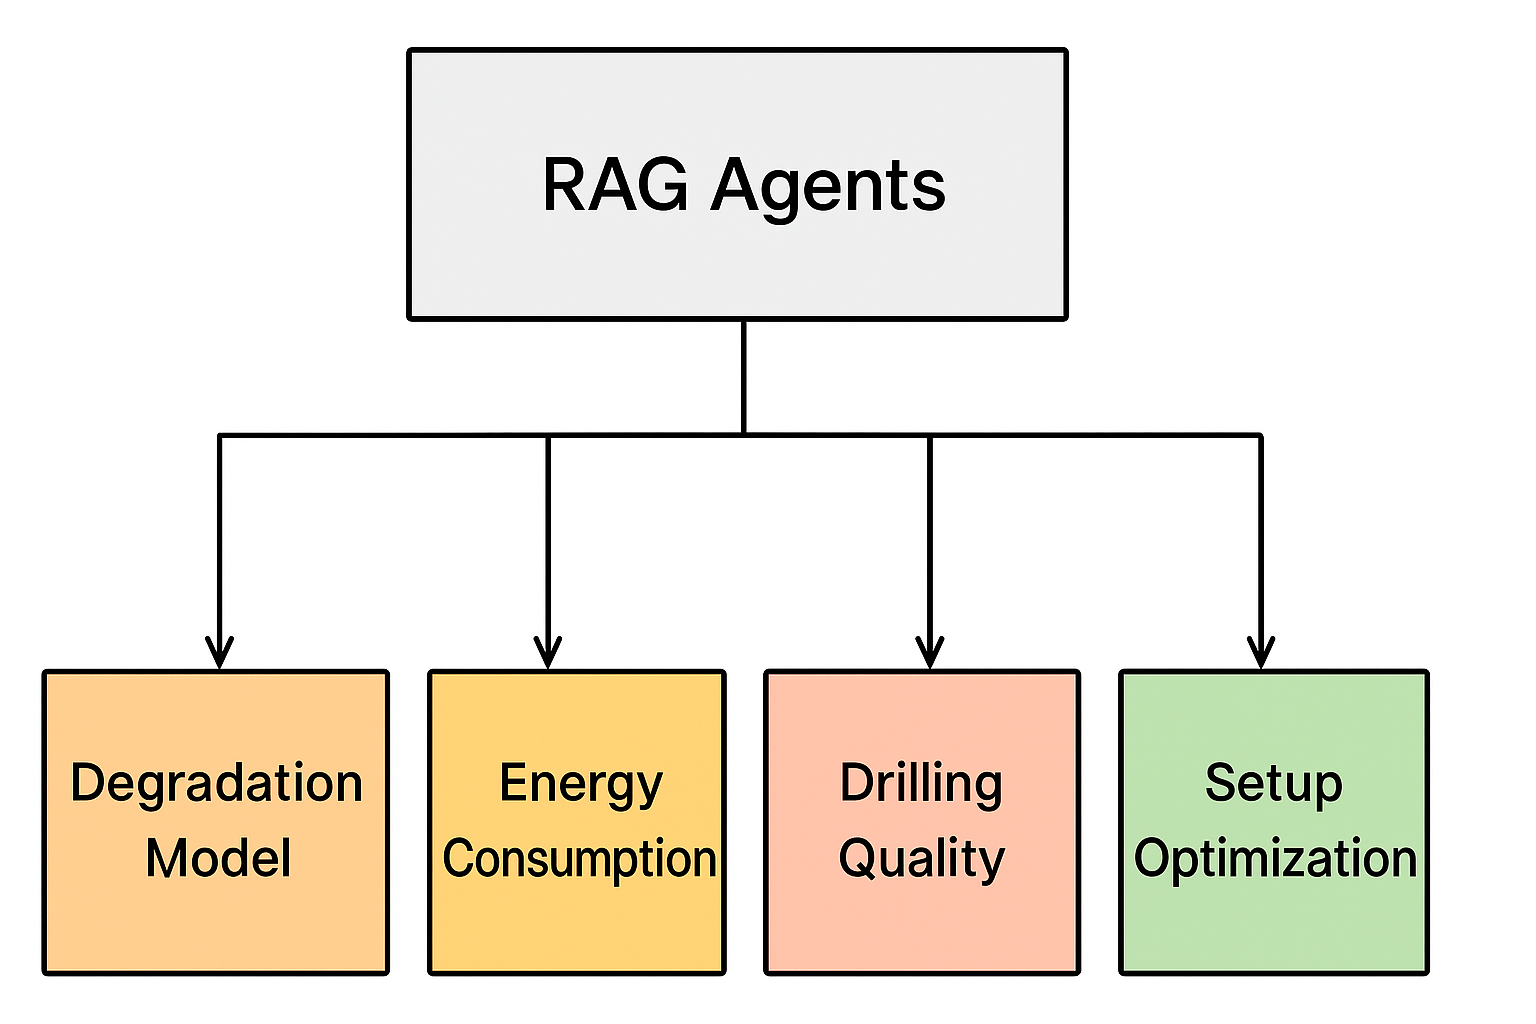 RAG Agents
Degradation
Model
Energy
Consumption
Drilling
Quality
Setup
Optimization